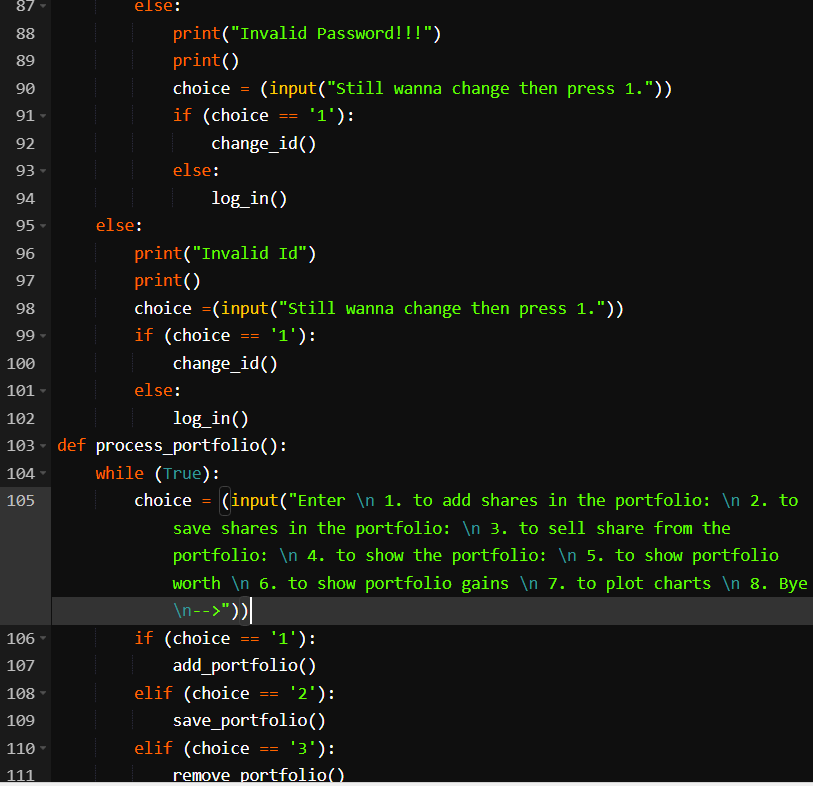 87 else:
88 print("Invalid Password!!!")
89 print()
90 choice = (input("Still wanna change then press 1."))
91 if (choice == '1'):
92 change_id()
93 else:
94 log_in()
95 else:
96 print("Invalid Id")
97 print()
98 choice =(input("Still wanna change then press 1."))
99 if (choice == '1'):
100 change_id()
101 else:
102 log_in()
103 def process_portfolio():
104 while (True):
105 choice = (input("Enter \n 1. to add shares in the portfolio: \n 2. to
save shares in the portfolio: \n 3. to sell share from the
portfolio: \n 4. to show the portfolio: \n 5. to show portfolio
worth \n 6. to show portfolio gains \n 7. to plot charts \n 8. Bye
\n-->"))
106 if (choice == '1'):
107 add_portfolio()
108 elif (choice == '2'):
109 save_portfolio()
110 elif (choice == '3'):
111 remove_portfolio()